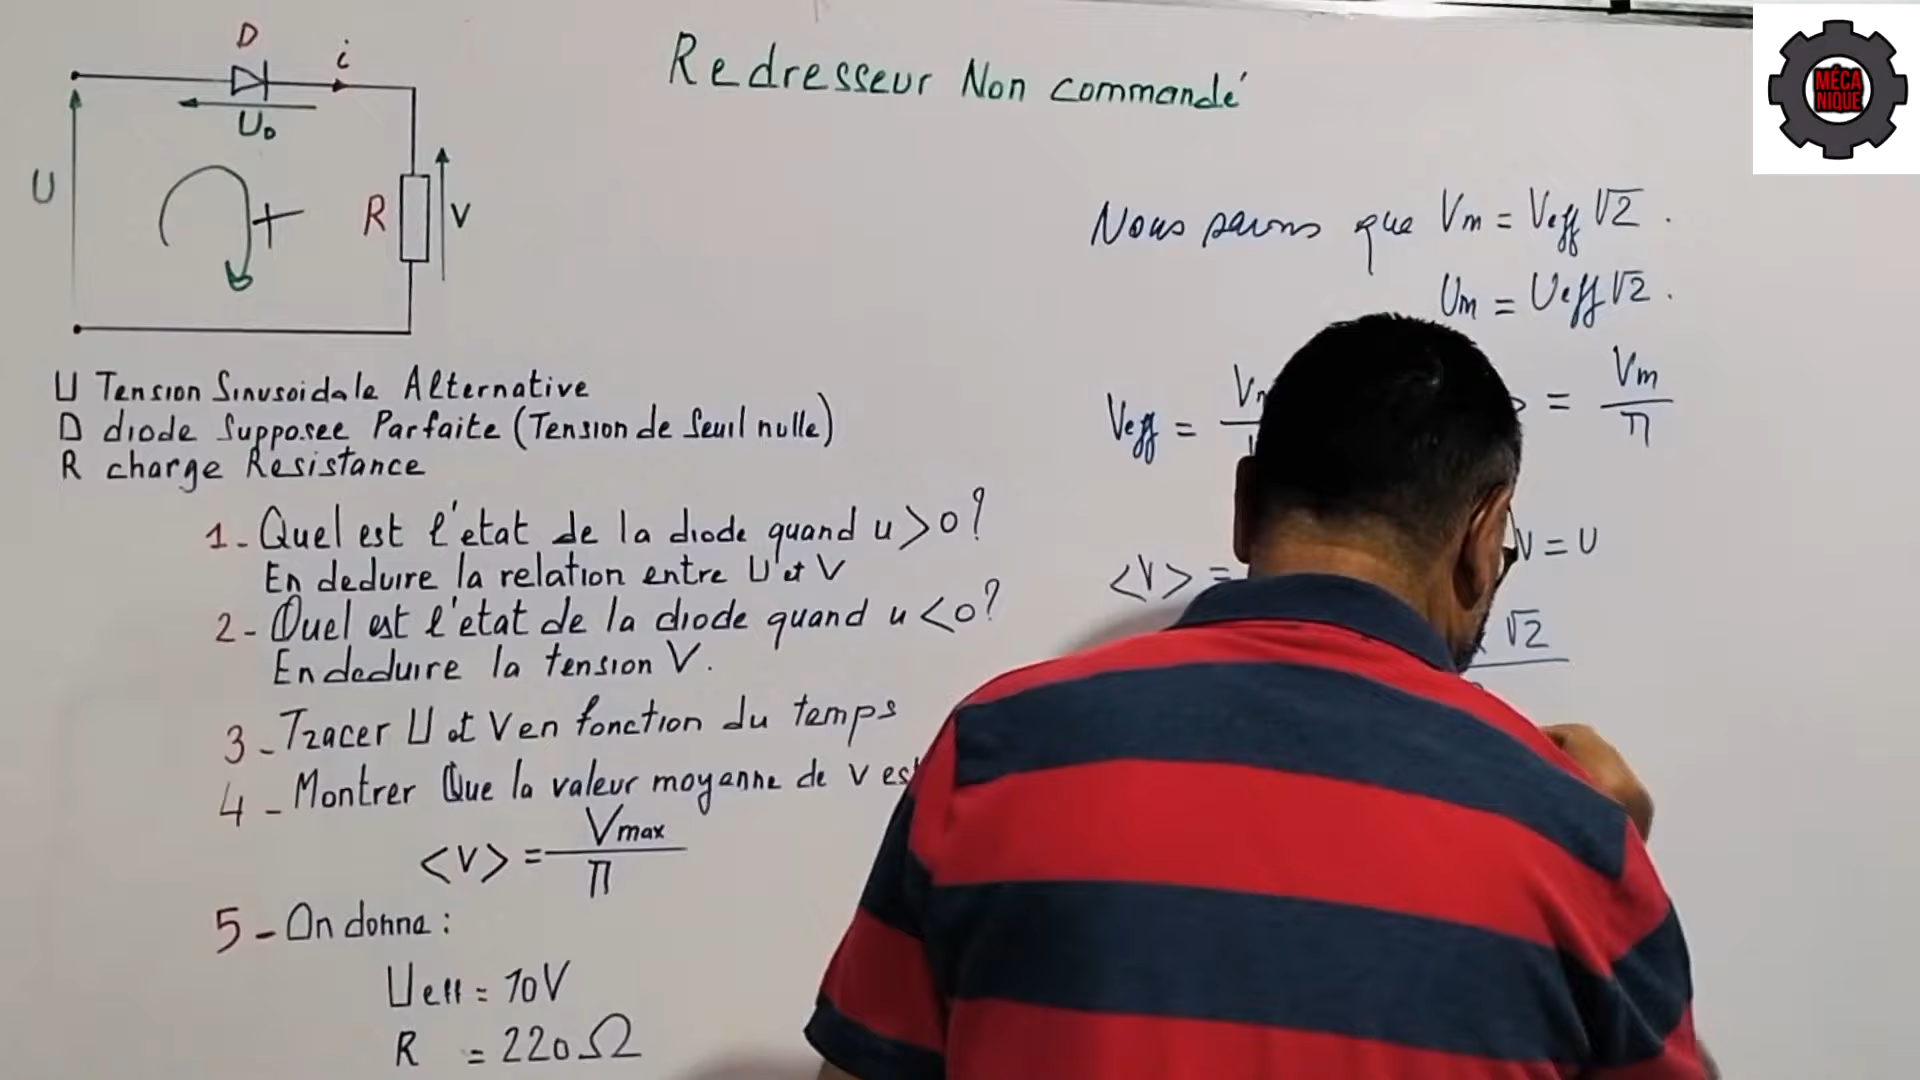 Redresseur Non commandé
MÉCA
NIQUE
D
i
U_D
U
R
V
+
U Tension Sinusoidale Alternative
D diode Supposee Parfaite (Tension de Seuil nulle)
R charge Resistance
1- Quel est l'etat de la diode quand u > 0?
En deduire la relation entre U et V
2- Quel est l'etat de la diode quand u < 0?
En deduire la tension V.
3- Tracer U et V en fonction du temps
4- Montrer Que la valeur moyenne de V est
<V> = Vmax / π
5- On donne :
Ueff = 10V
R = 220 Ω
Nous savons que Vm = Veff √2 .
Um = Ueff √2 .
Veff = V
= Vm / π
<V> =
V = U
√2